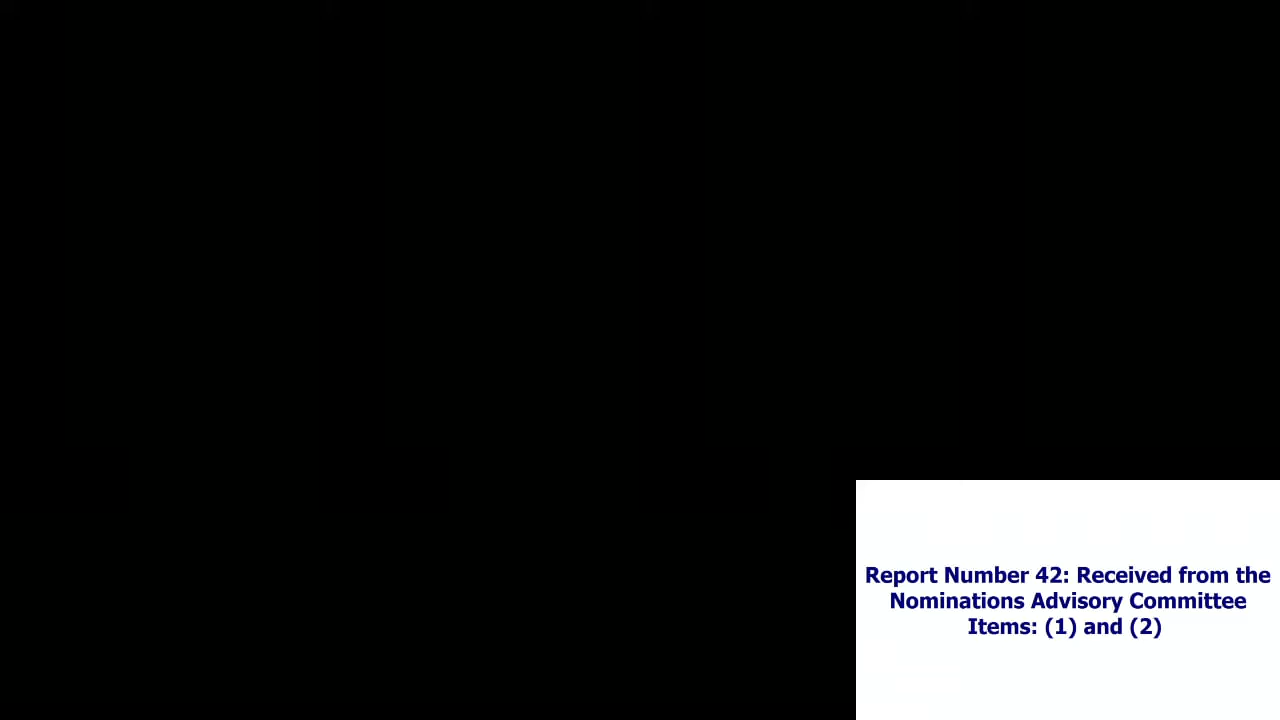 Report Number 42: Received from the
Nominations Advisory Committee
Items: (1) and (2)